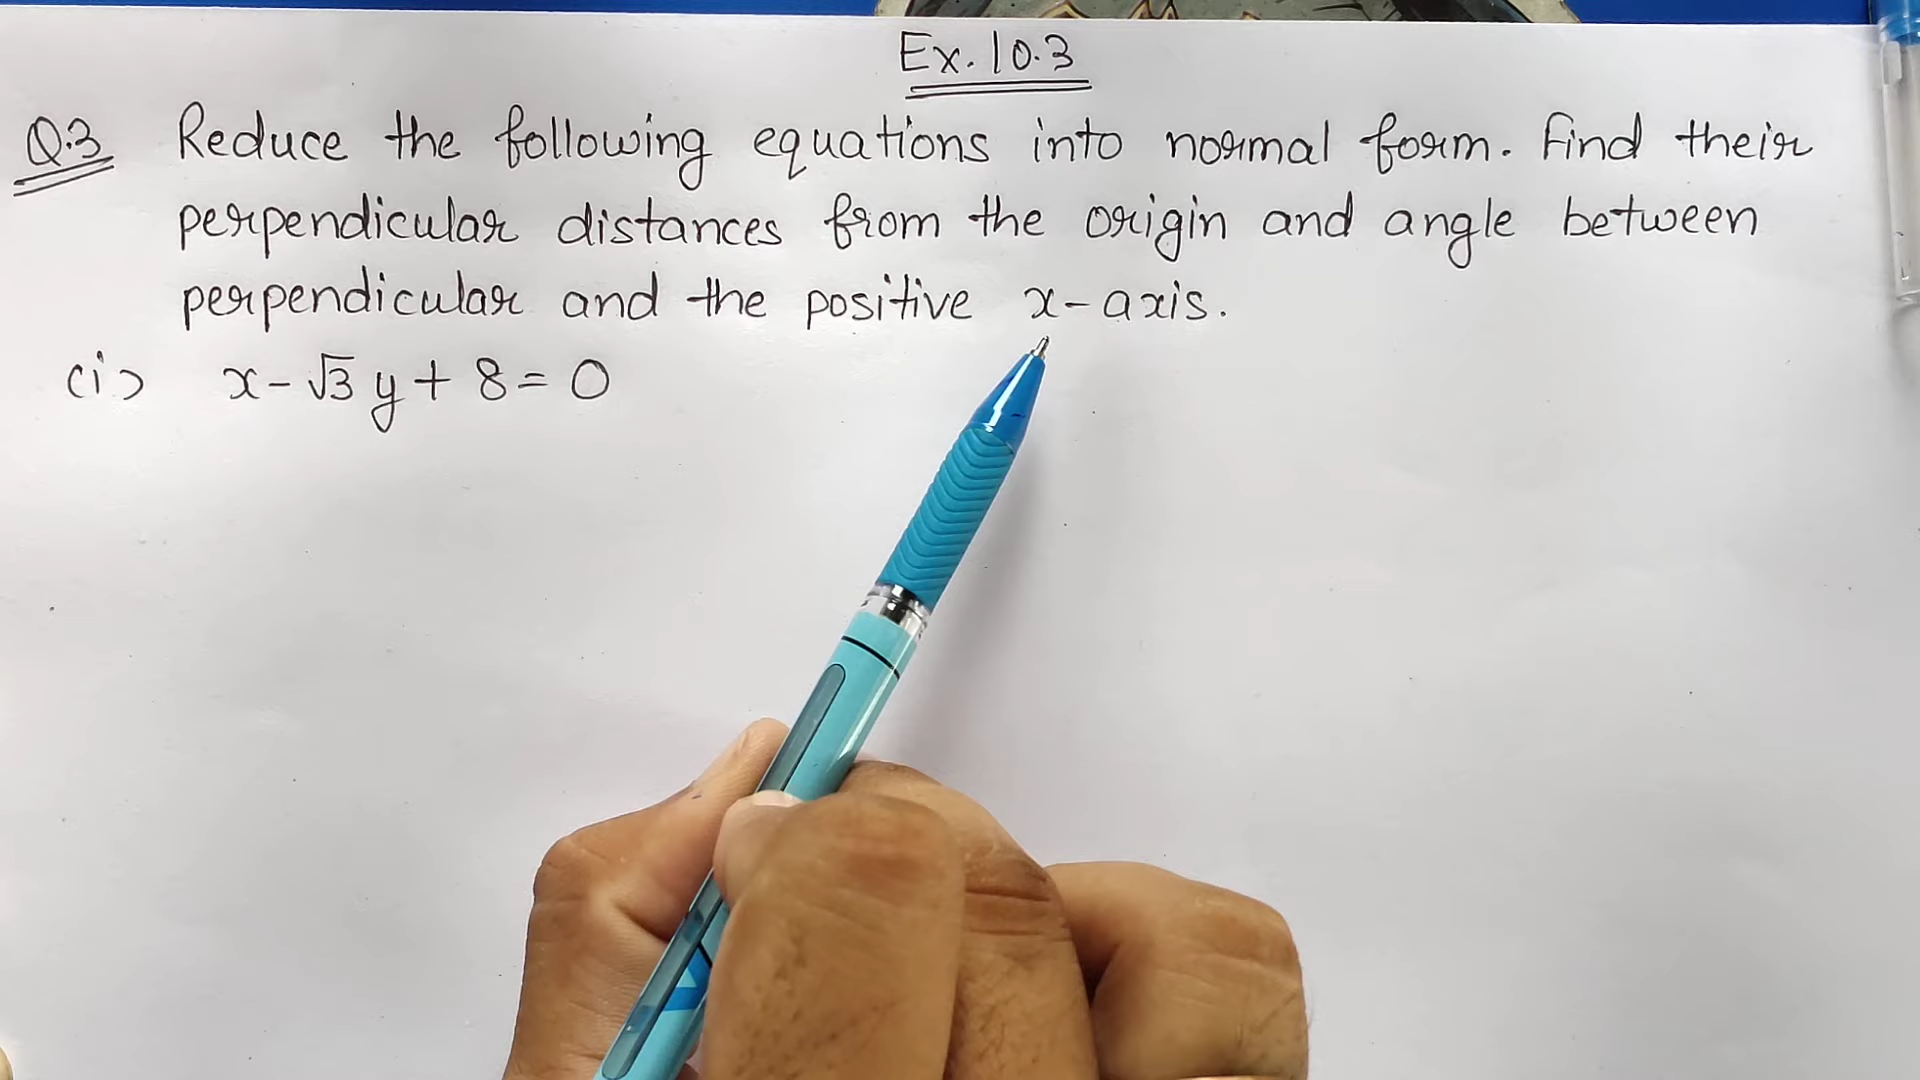 Ex. 10.3
Q.3 Reduce the following equations into normal form. Find their
perpendicular distances from the origin and angle between
perpendicular and the positive x-axis.
(i) x - √3 y + 8 = 0